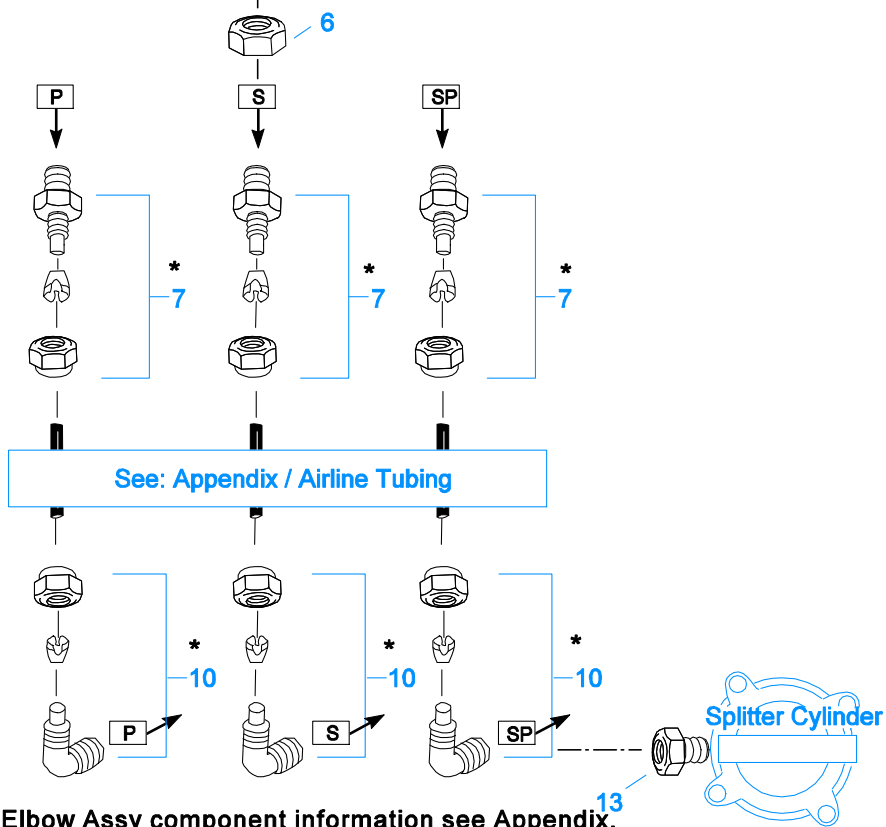 6
P S SP
* * *
7 7 7
See: Appendix / Airline Tubing
* * *
10 10 10
Splitter Cylinder
P S SP
13
Elbow Assy component information see Appendix.